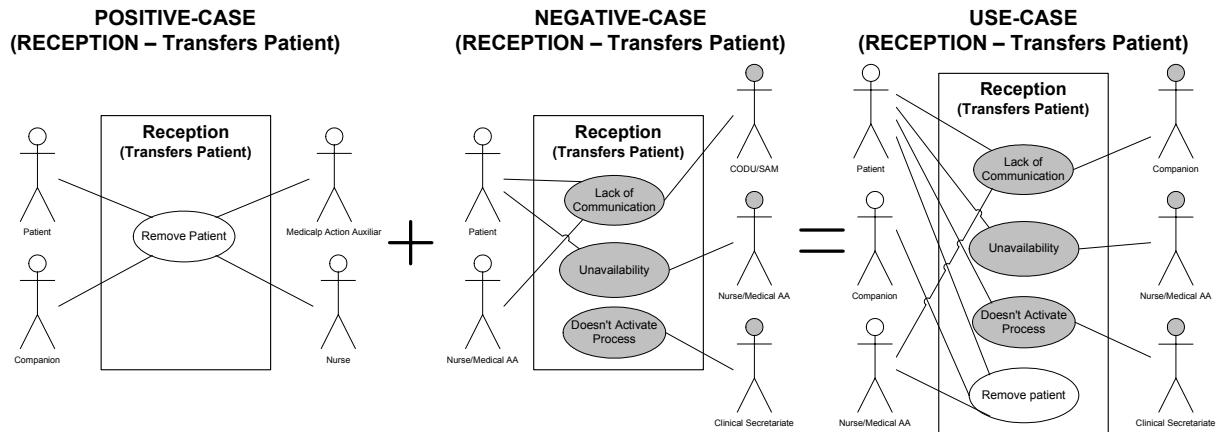 POSITIVE-CASE
(RECEPTION – Transfers Patient)
Reception
(Transfers Patient)
Patient
Remove Patient
Medicalp Action Auxiliar
Companion
Nurse
+
NEGATIVE-CASE
(RECEPTION – Transfers Patient)
Reception
(Transfers Patient)
CODU/SAM
Lack of
Communication
Patient
Unavailability
Nurse/Medical AA
Doesn't Activate
Process
Nurse/Medical AA
Clinical Secretariate
=
USE-CASE
(RECEPTION – Transfers Patient)
Reception
(Transfers Patient)
Patient
Lack of
Communication
Companion
Unavailability
Companion
Nurse/Medical AA
Doesn't Activate
Process
Remove patient
Nurse/Medical AA
Clinical Secretariate